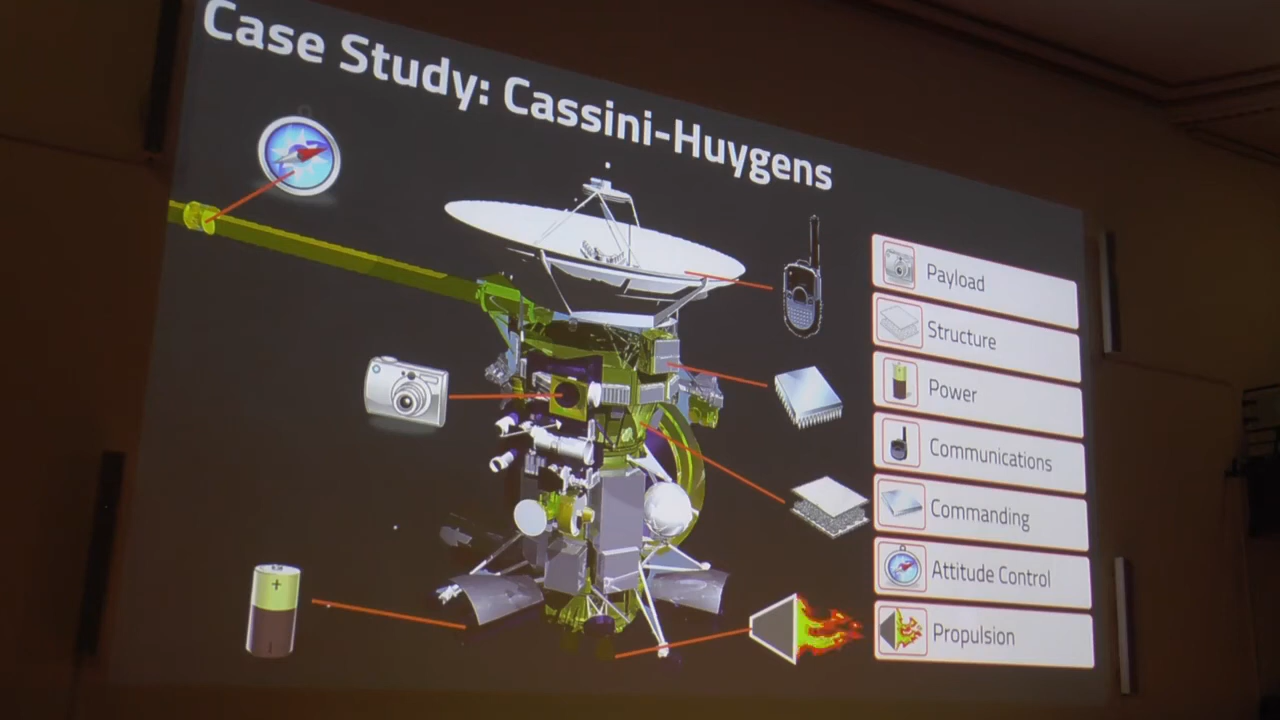 Case Study: Cassini-Huygens
Payload
Structure
Power
Communications
Commanding
Attitude Control
Propulsion